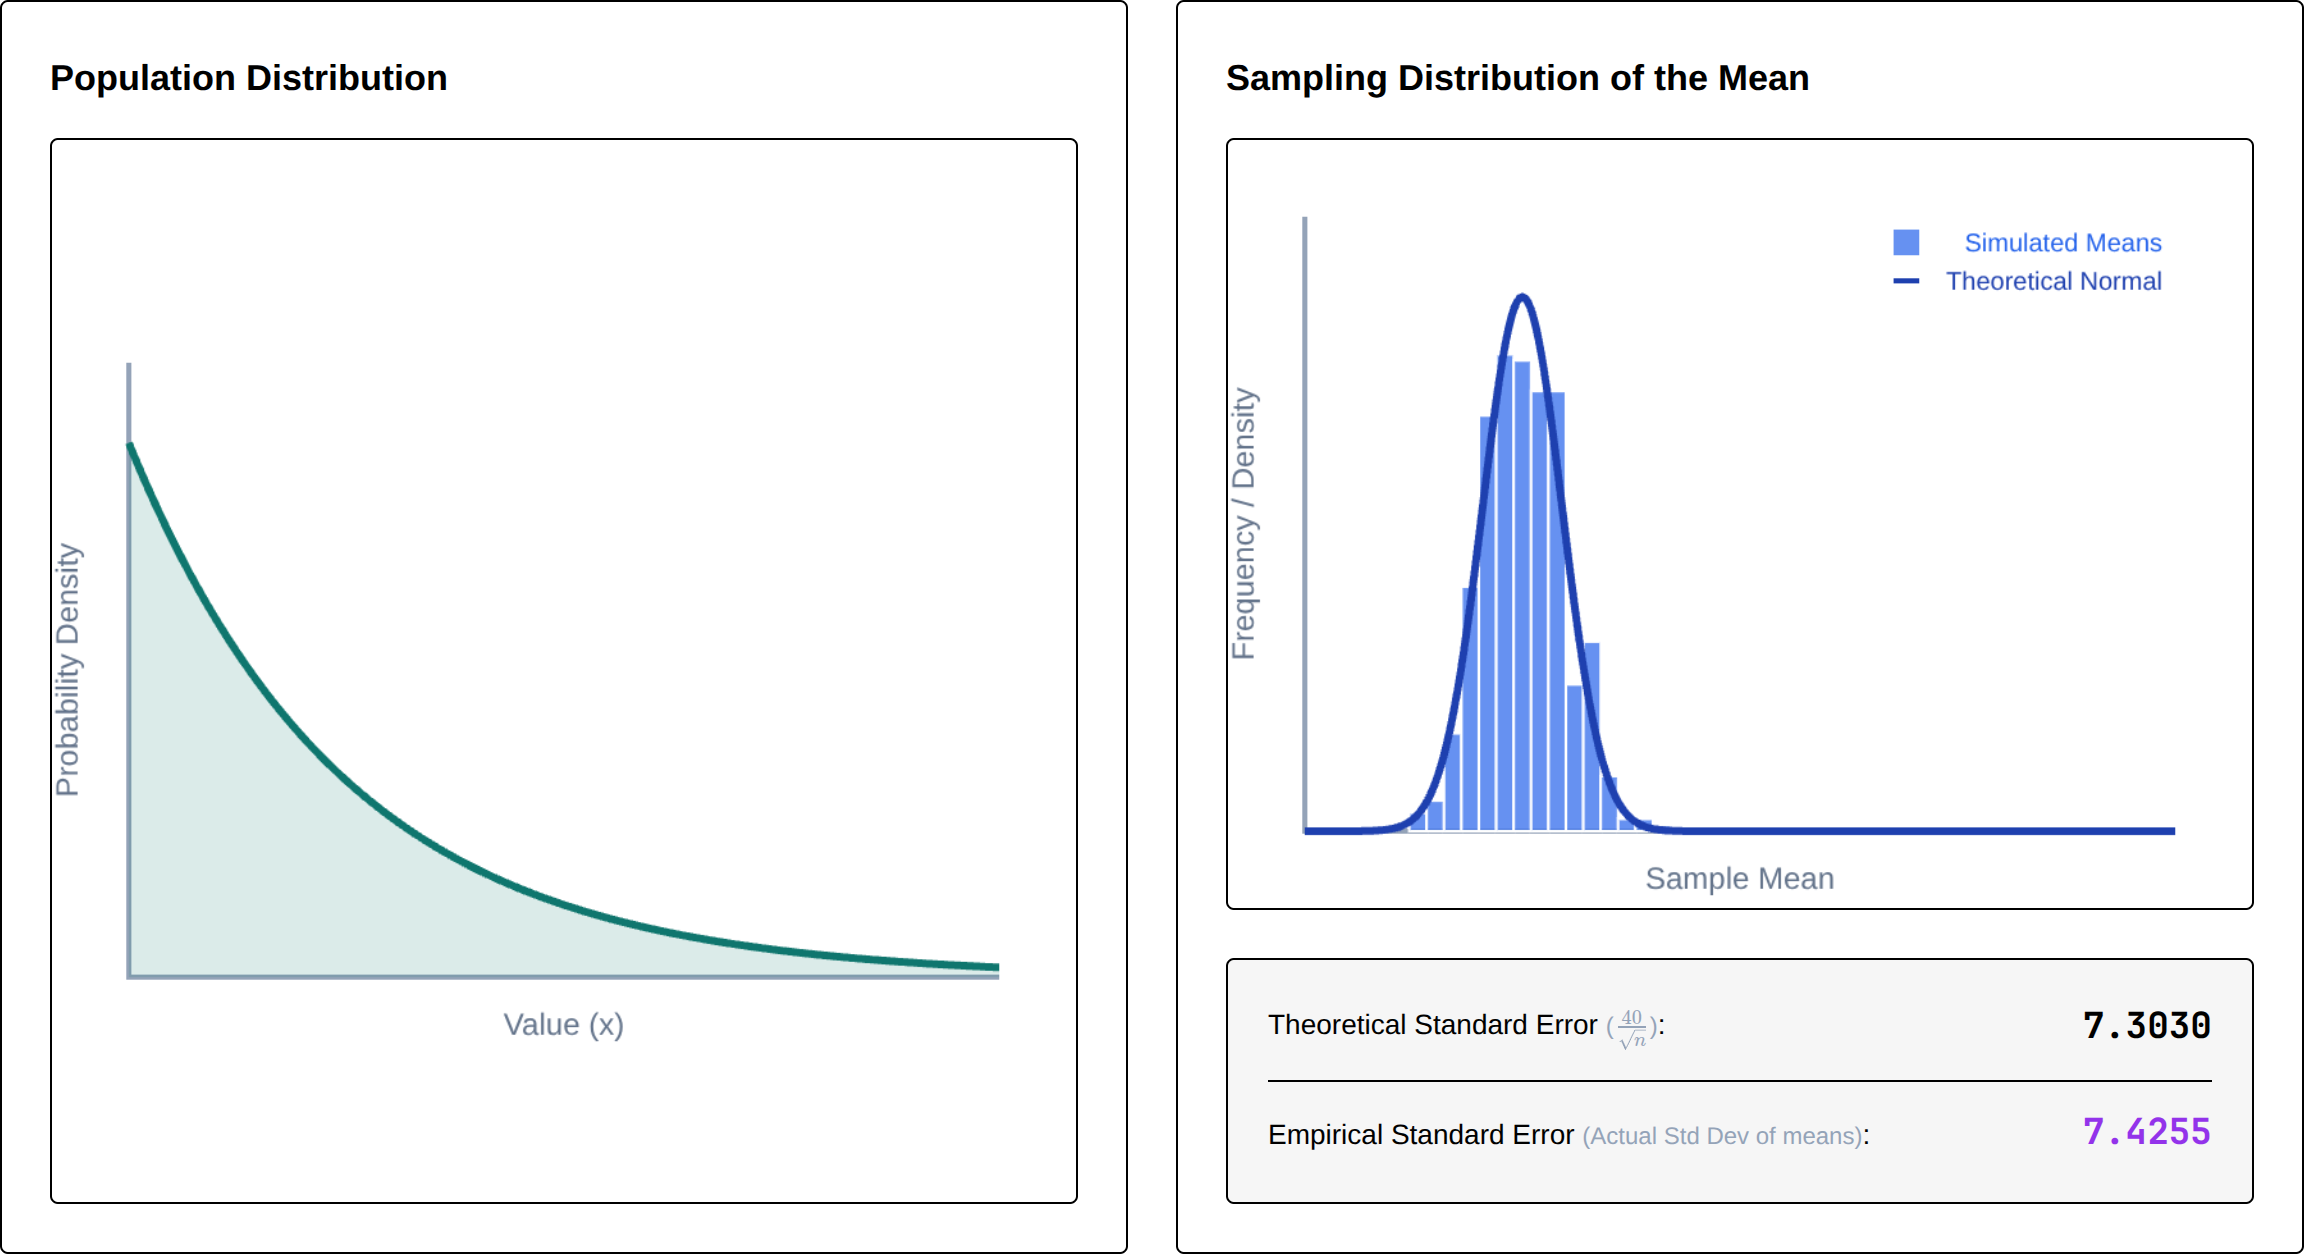 Population Distribution
Probability Density
Value (x)
Sampling Distribution of the Mean
Simulated Means
Theoretical Normal
Frequency / Density
Sample Mean
Theoretical Standard Error (40/√n): 7.3030
Empirical Standard Error (Actual Std Dev of means): 7.4255